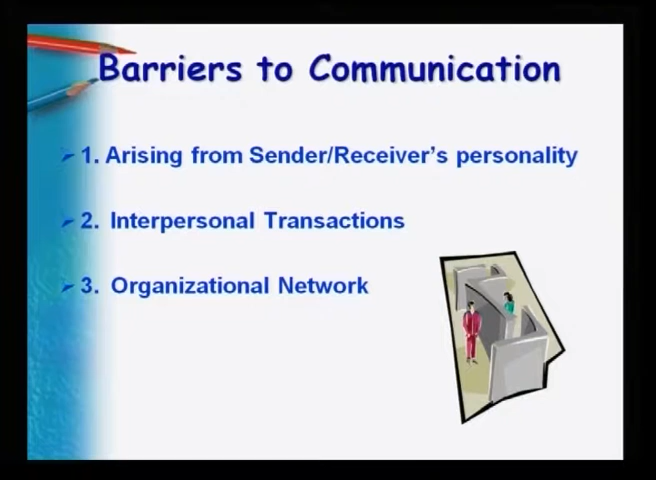 Barriers to Communication
1. Arising from Sender/Receiver's personality
2. Interpersonal Transactions
3. Organizational Network